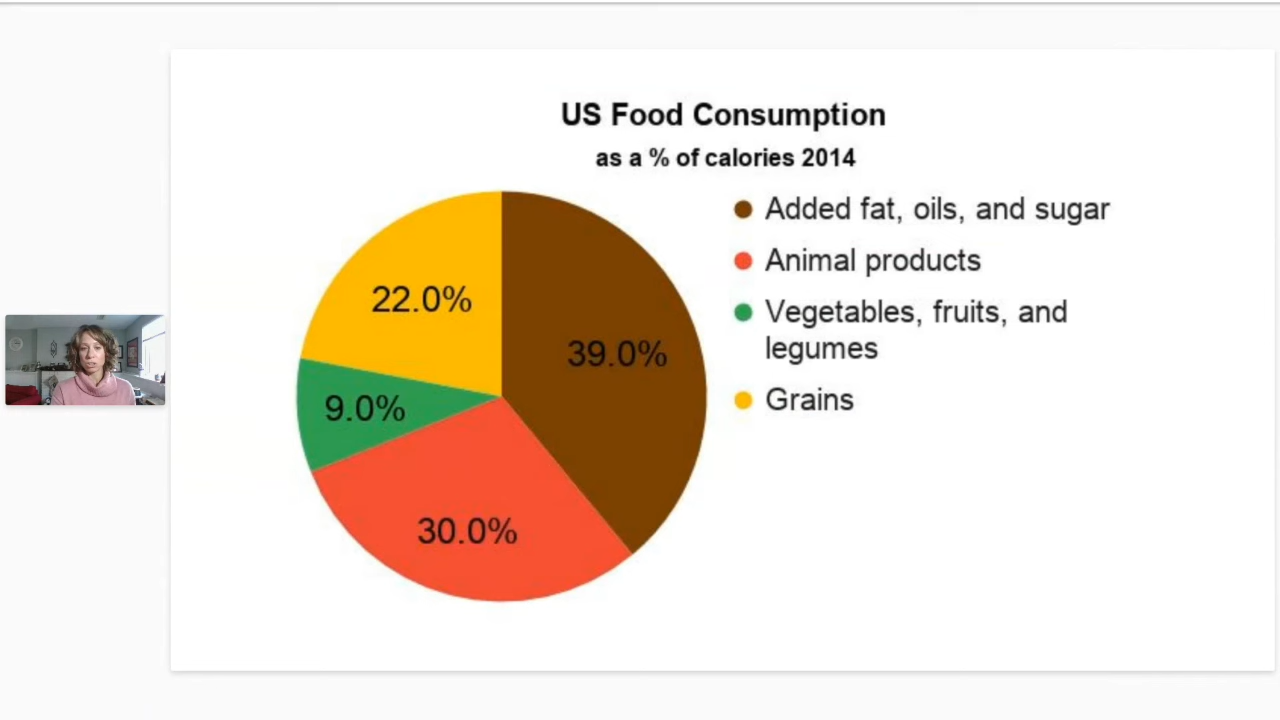 US Food Consumption
as a % of calories 2014
Added fat, oils, and sugar
Animal products
Vegetables, fruits, and
legumes
Grains
22.0%
39.0%
9.0%
30.0%